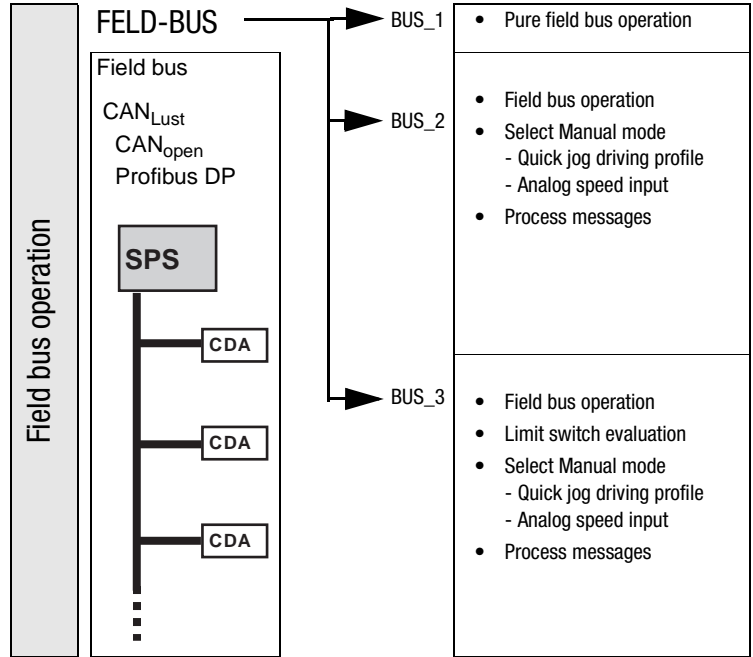 Field bus operation
FELD-BUS
Field bus
CANLust
CANopen
Profibus DP
SPS
CDA
CDA
CDA
BUS_1
• Pure field bus operation
BUS_2
• Field bus operation
• Select Manual mode
- Quick jog driving profile
- Analog speed input
• Process messages
BUS_3
• Field bus operation
• Limit switch evaluation
• Select Manual mode
- Quick jog driving profile
- Analog speed input
• Process messages